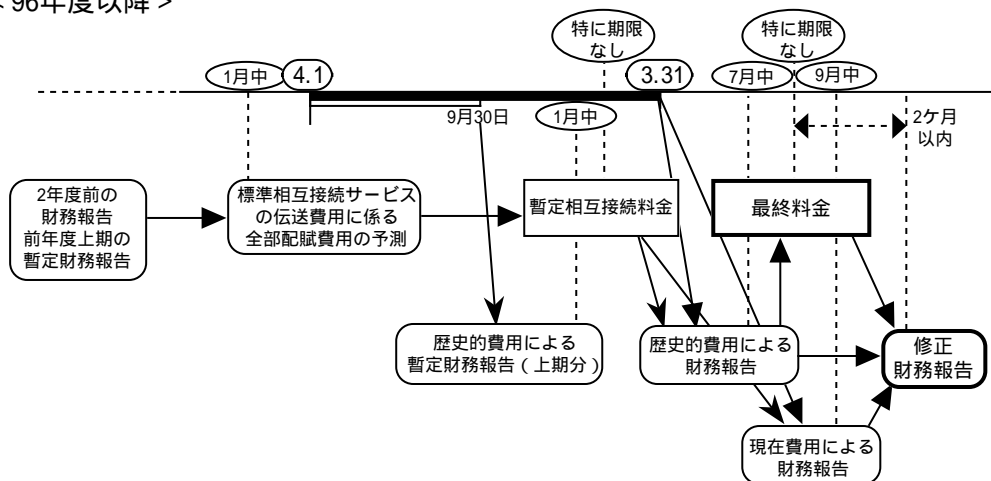 96年度以降 >
特に期限
なし
特に期限
なし
1月中
4.1
3.31
7月中
9月中
9月30日
1月中
2ケ月
以内
2年度前の
財務報告
前年度上期の
暫定財務報告
標準相互接続サービス
の伝送費用に係る
全部配賦費用の予測
暫定相互接続料金
最終料金
歴史的費用による
暫定財務報告(上期分)
歴史的費用による
財務報告
修正
財務報告
現在費用による
財務報告